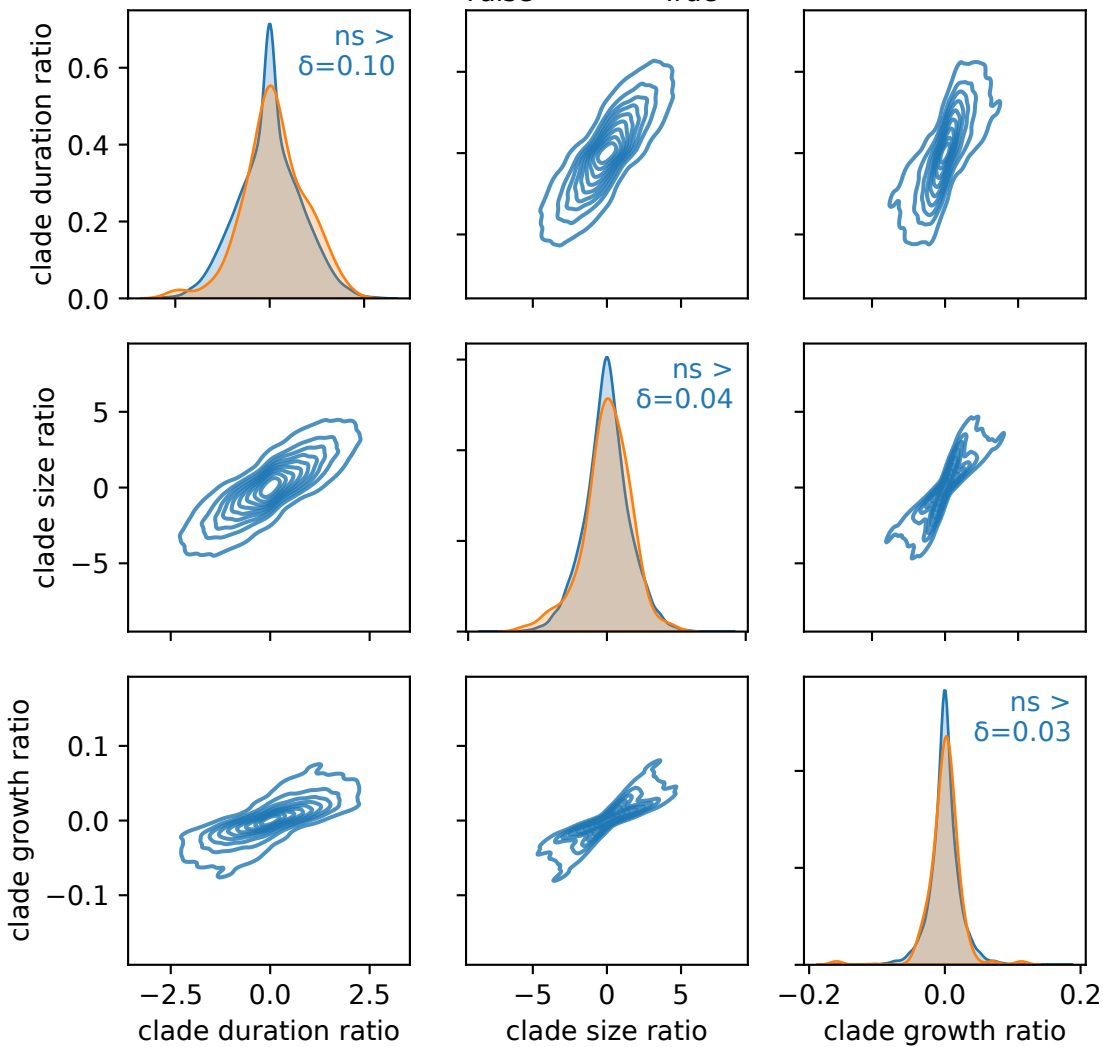 clade duration ratio
0.6
0.4
0.2
0.0
ns >
δ=0.10
clade size ratio
5
0
−5
ns >
δ=0.04
clade growth ratio
0.1
0.0
−0.1
ns >
δ=0.03
−2.5 0.0 2.5
−5 0 5
−0.2 0.0 0.2
clade duration ratio
clade size ratio
clade growth ratio